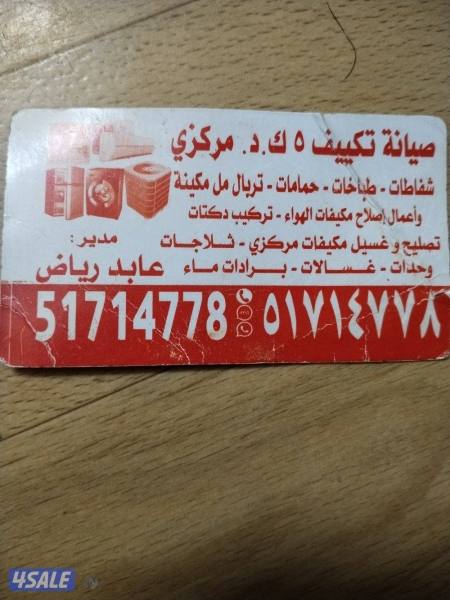 صيانة تكييف ٥ ك.د. مركزي
شفاطات - طباخات - حمامات - تربال مل مكينة
وأعمال إصلاح مكيفات الهواء - تركيب دكتات
تصليح و غسيل مكيفات مركزي - ثلاجات
وحدات - غسالات - برادات ماء
مدير:
عابد رياض
51714778 ٥١٧١٤٧٧٨
4SALE